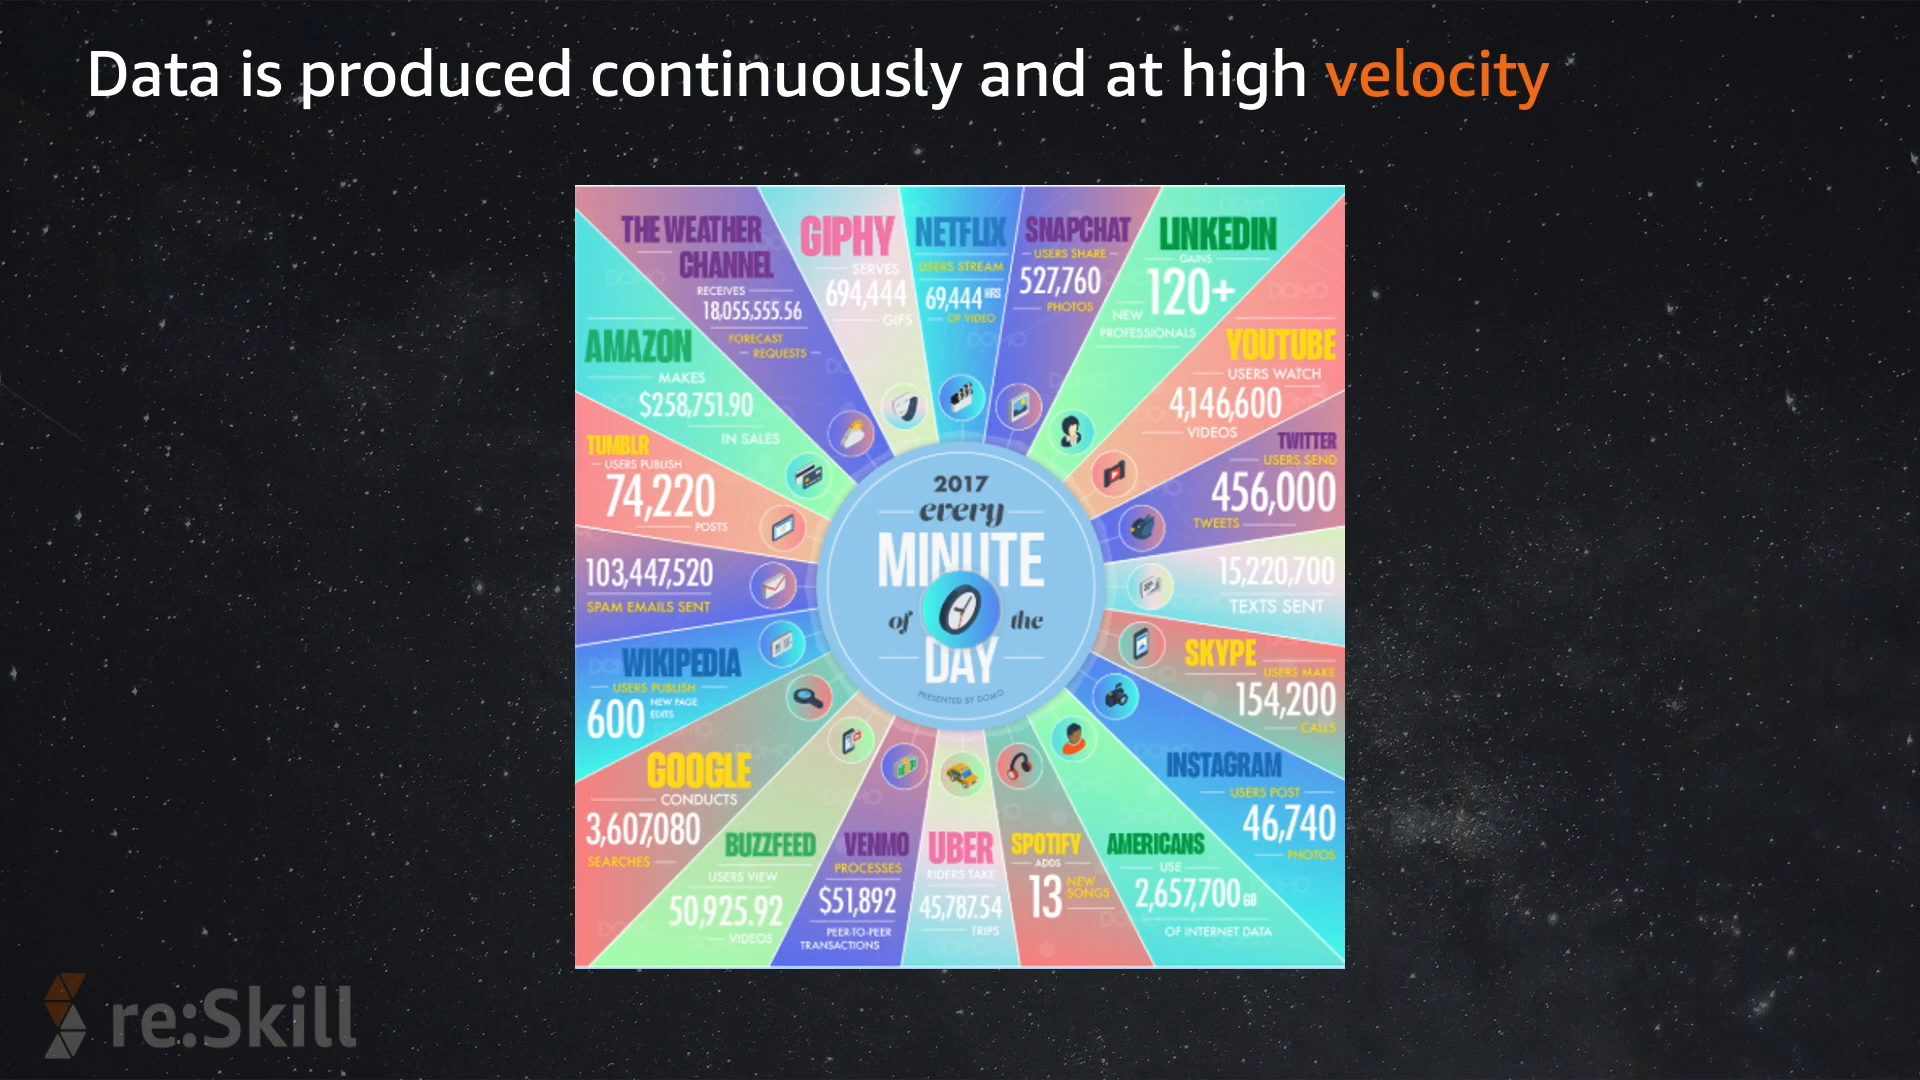 Data is produced continuously and at high velocity
THE WEATHER
CHANNEL
RECEIVES
18,055,555.56
FORECAST
REQUESTS
GIPHY
SERVES
694,444
GIFS
NETFLIX
USERS STREAM
69,444 HRS
OF VIDEO
SNAPCHAT
USERS SHARE
527,760
PHOTOS
LINKEDIN
GAINS
120+
NEW
PROFESSIONALS
YOUTUBE
USERS WATCH
4,146,600
VIDEOS
TWITTER
USERS SEND
456,000
TWEETS
15,220,700
TEXTS SENT
SKYPE
USERS MAKE
154,200
CALLS
INSTAGRAM
USERS POST
46,740
PHOTOS
AMERICANS
USE
2,657,700 GB
OF INTERNET DATA
SPOTIFY
ADDS
13 NEW
SONGS
UBER
RIDERS TAKE
45,787.54
TRIPS
VENMO
PROCESSES
$51,892
PEER-TO-PEER
TRANSACTIONS
BUZZFEED
USERS VIEW
50,925.92
VIDEOS
GOOGLE
CONDUCTS
3,607,080
SEARCHES
WIKIPEDIA
USERS PUBLISH
600 NEW PAGE
EDITS
103,447,520
SPAM EMAILS SENT
TUMBLR
USERS PUBLISH
74,220
POSTS
AMAZON
MAKES
$258,751.90
IN SALES
2017
every
MINUTE
of the
DAY
PRESENTED BY DOMO
re:Skill